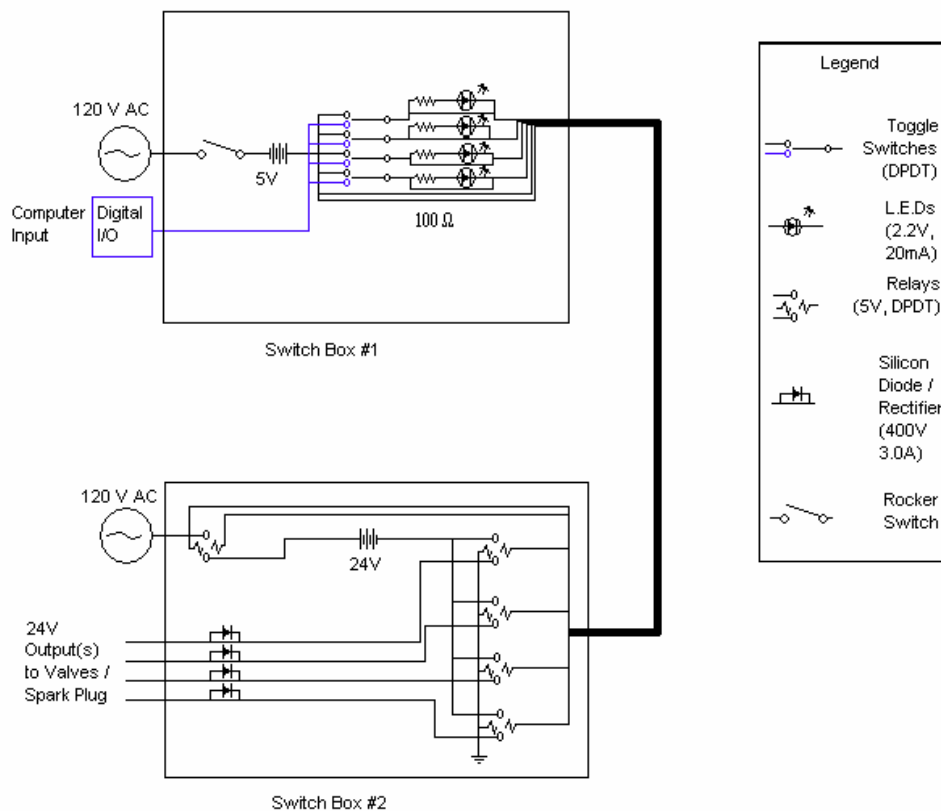 120 V AC
5V
Computer
Input
Digital
I/O
100 Ω
Switch Box #1
Legend
Toggle
Switches
(DPDT)
L.E.Ds
(2.2V,
20mA)
Relays
(5V, DPDT)
Silicon
Diode /
Rectifier
(400V
3.0A)
Rocker
Switch
120 V AC
24V
24V
Output(s)
to Valves /
Spark Plug
Switch Box #2